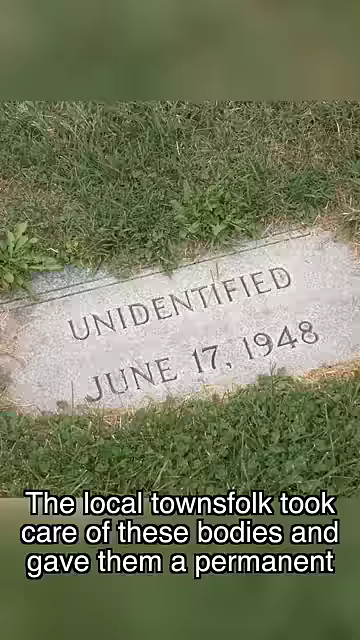 UNIDENTIFIED
JUNE 17, 1948
The local townsfolk took
care of these bodies and
gave them a permanent